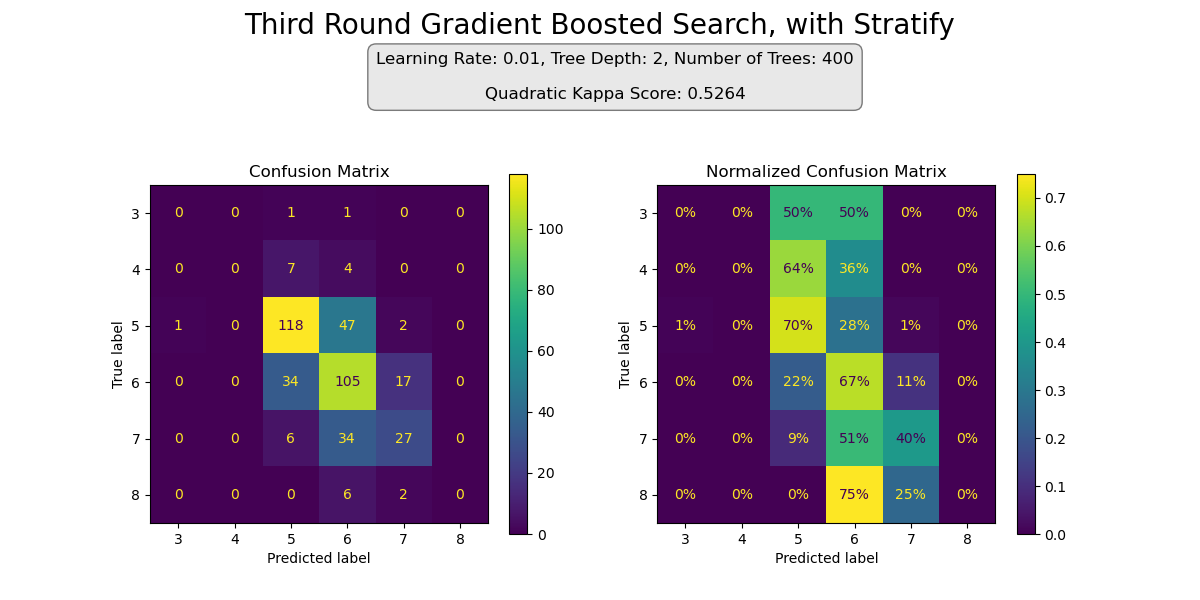 Third Round Gradient Boosted Search, with Stratify
Learning Rate: 0.01, Tree Depth: 2, Number of Trees: 400
Quadratic Kappa Score: 0.5264
Confusion Matrix
True label
3 0 0 1 1 0 0
4 0 0 7 4 0 0
5 1 0 118 47 2 0
6 0 0 34 105 17 0
7 0 0 6 34 27 0
8 0 0 0 6 2 0
3 4 5 6 7 8
Predicted label
100
80
60
40
20
0
Normalized Confusion Matrix
True label
3 0% 0% 50% 50% 0% 0%
4 0% 0% 64% 36% 0% 0%
5 1% 0% 70% 28% 1% 0%
6 0% 0% 22% 67% 11% 0%
7 0% 0% 9% 51% 40% 0%
8 0% 0% 0% 75% 25% 0%
3 4 5 6 7 8
Predicted label
0.7
0.6
0.5
0.4
0.3
0.2
0.1
0.0